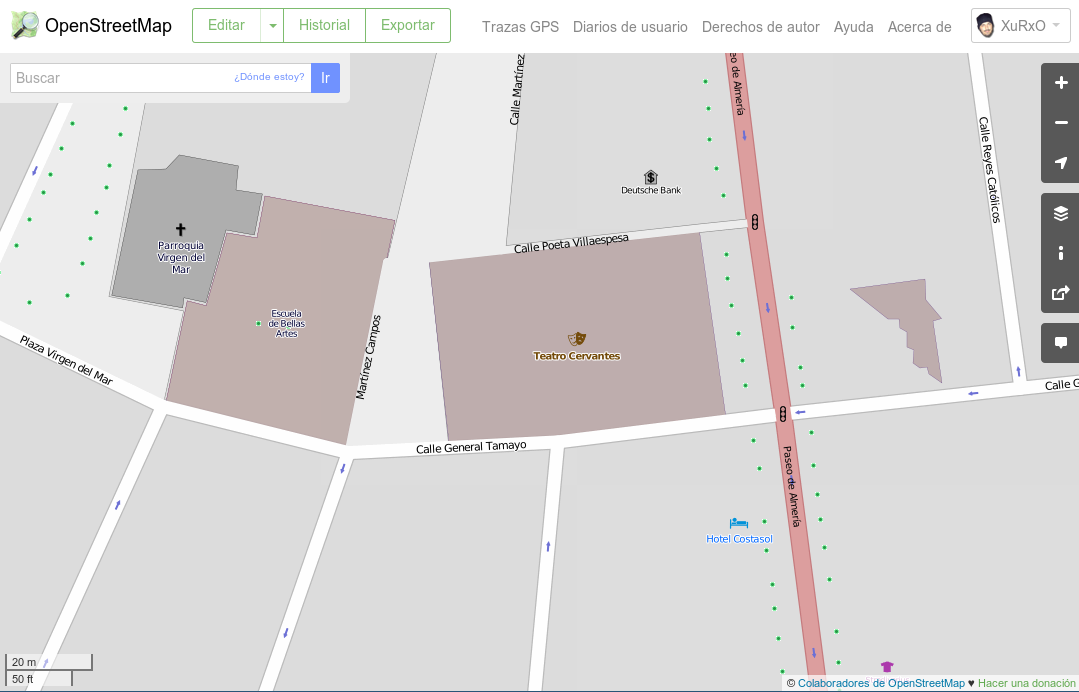 OpenStreetMap
Editar
Historial
Exportar
Trazas GPS
Diarios de usuario
Derechos de autor
Ayuda
Acerca de
XuRxO
Buscar
¿Dónde estoy?
Ir
Calle Martínez
eo de Almería
Calle Reyes Católicos
Deutsche Bank
Parroquia
Virgen del
Mar
Calle Poeta Villaespesa
Escuela
de Bellas
Artes
Martínez Campos
Teatro Cervantes
Plaza Virgen del Mar
Calle G
Calle General Tamayo
Paseo de Almería
Hotel Costasol
20 m
50 ft
© Colaboradores de OpenStreetMap ♥ Hacer una donación